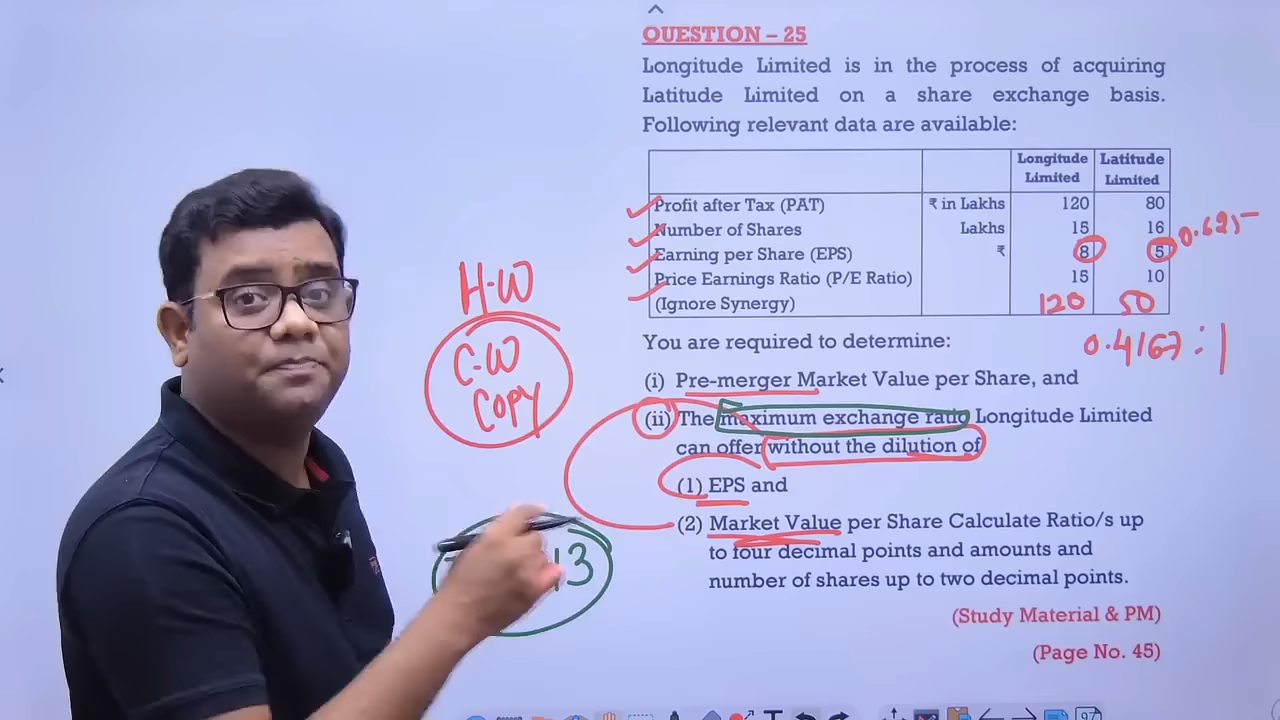 QUESTION – 25
Longitude Limited is in the process of acquiring
Latitude Limited on a share exchange basis.
Following relevant data are available:
Longitude Limited Latitude Limited
Profit after Tax (PAT) ₹ in Lakhs 120 80
Number of Shares Lakhs 15 16
Earning per Share (EPS) ₹ 8 5 0.625
Price Earnings Ratio (P/E Ratio) 15 10
(Ignore Synergy) 120 50
0.4167 : 1
H-W
C-W
Copy
You are required to determine:
(i) Pre-merger Market Value per Share, and
(ii) The maximum exchange ratio Longitude Limited
can offer without the dilution of
(1) EPS and
(2) Market Value per Share Calculate Ratio/s up
to four decimal points and amounts and
number of shares up to two decimal points.
13
(Study Material & PM)
(Page No. 45)